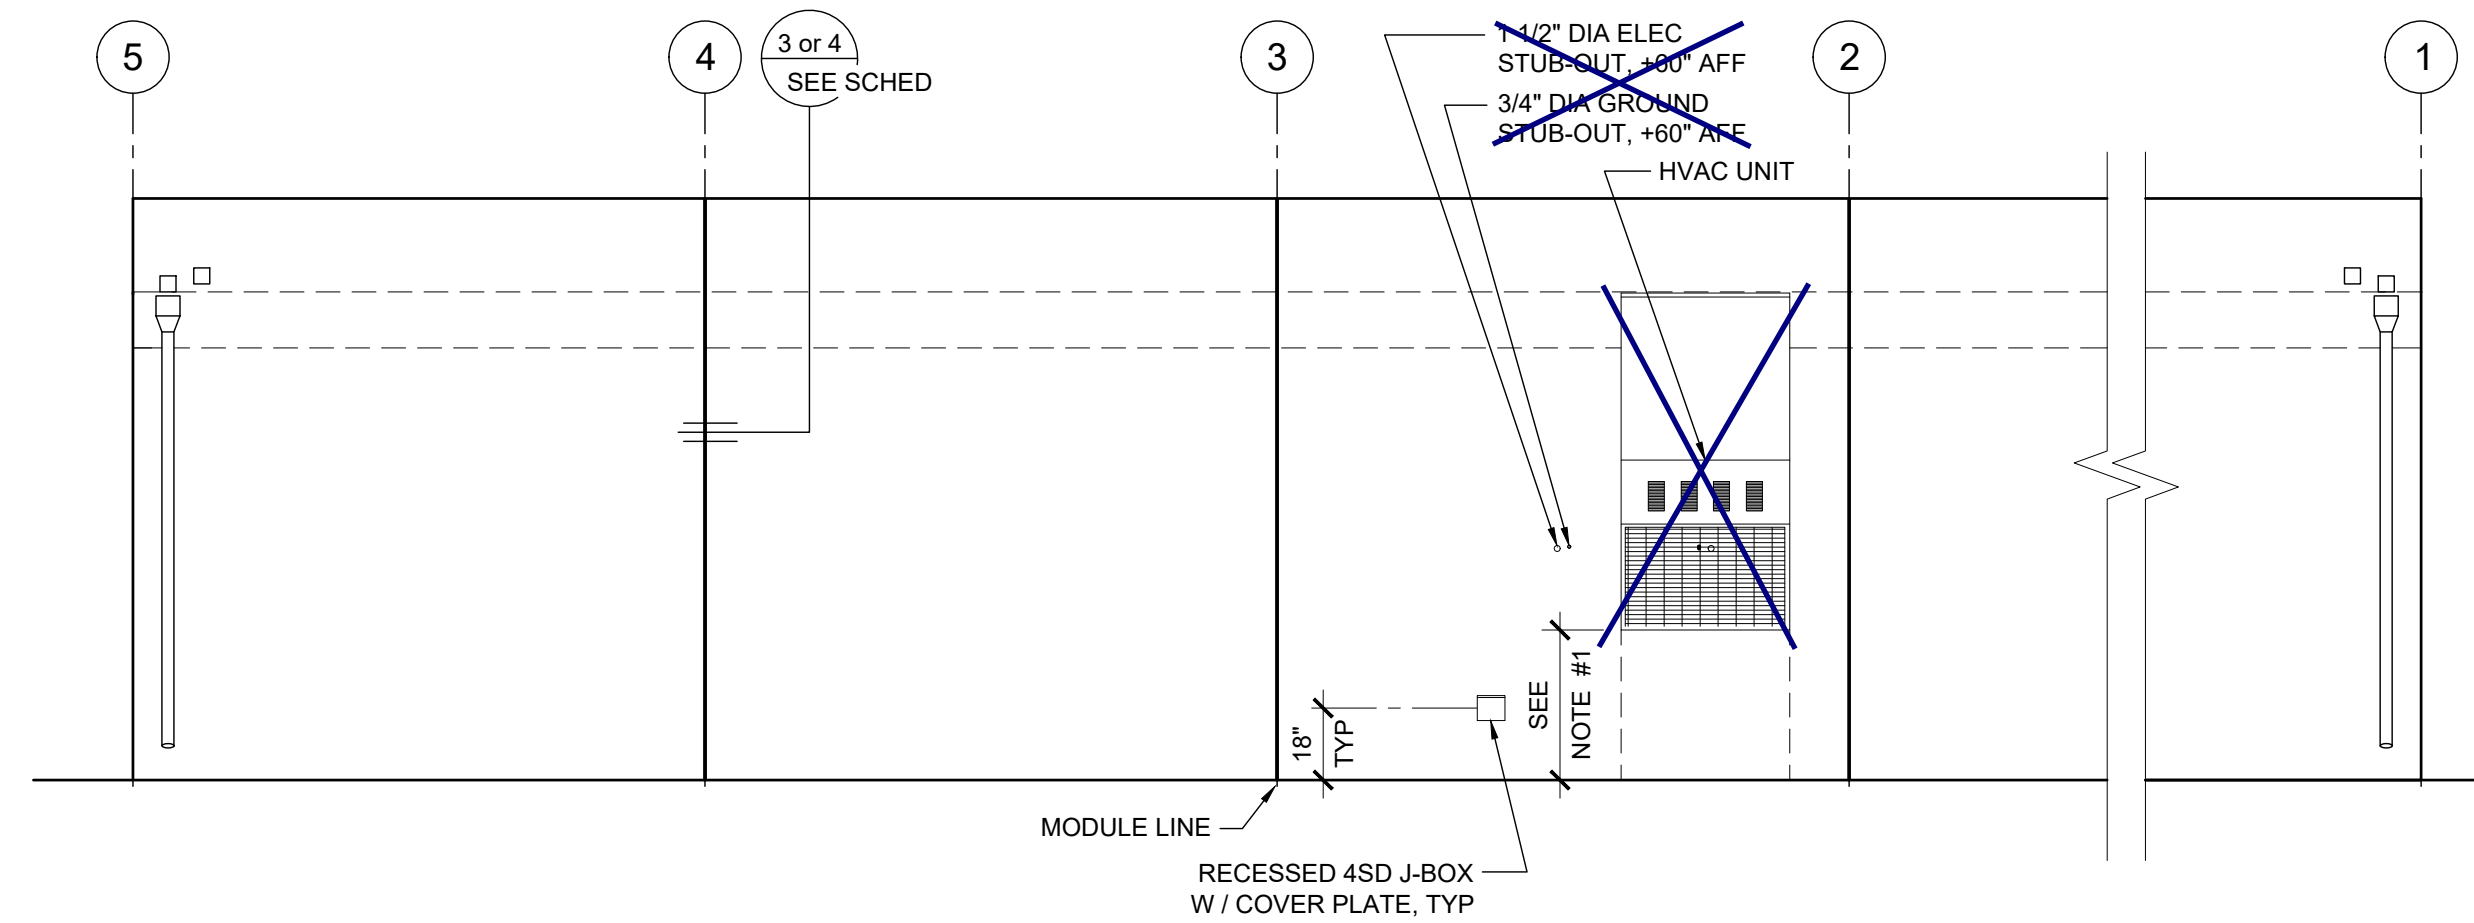 5
4
3 or 4
SEE SCHED
3
1 1/2" DIA ELEC
STUB-OUT, +60" AFF
3/4" DIA GROUND
STUB-OUT, +60" AFF
2
1
HVAC UNIT
SEE
NOTE #1
18"
TYP
MODULE LINE
RECESSED 4SD J-BOX
W / COVER PLATE, TYP